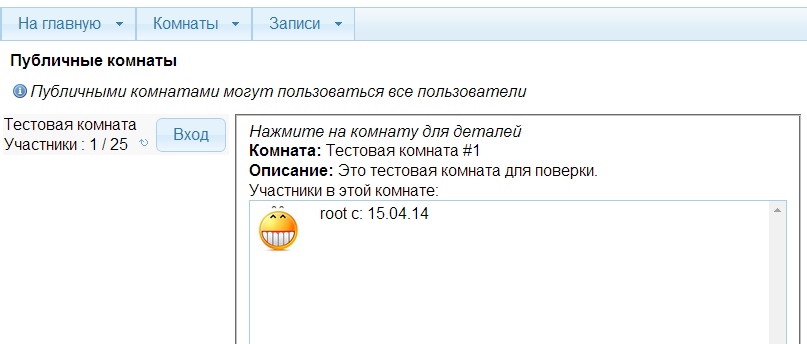 На главную Комнаты Записи
Публичные комнаты
Публичными комнатами могут пользоваться все пользователи
Тестовая комната
Участники : 1 / 25
Вход
Нажмите на комнату для деталей
Комната: Тестовая комната #1
Описание: Это тестовая комната для поверки.
Участники в этой комнате:
root с: 15.04.14